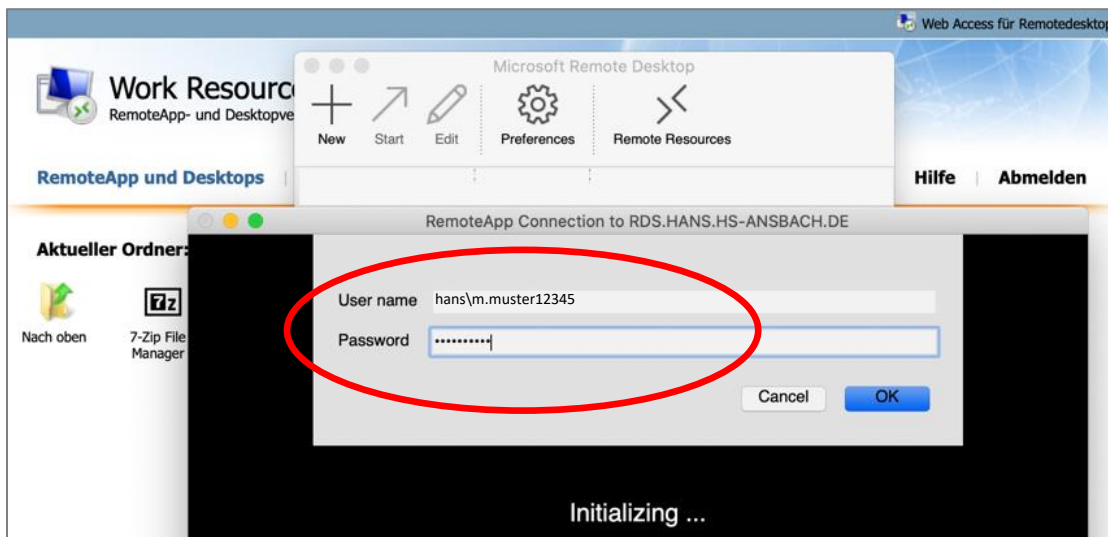 Web Access für Remotedesktop
Work Resourc
RemoteApp- und Desktopve
Microsoft Remote Desktop
New Start Edit Preferences Remote Resources
RemoteApp und Desktops | Hilfe | Abmelden
RemoteApp Connection to RDS.HANS.HS-ANSBACH.DE
Aktueller Ordner:
User name hans\m.muster12345
Password ••••••••••
Nach oben
7z
7-Zip File
Manager
Cancel OK
Initializing ...